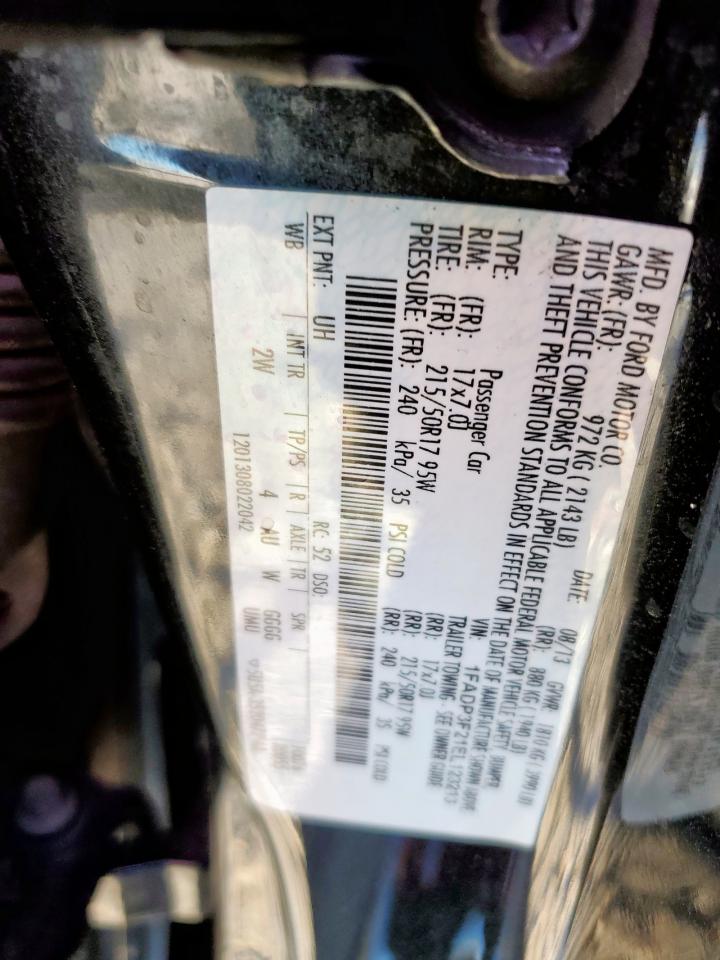 MFD. BY FORD MOTOR CO.
DATE: 08/13 GVWR: 1810 KG ( 3990 LB)
GAWR: (FR): 972 KG ( 2143 LB) (RR): 880 KG ( 1940 LB)
THIS VEHICLE CONFORMS TO ALL APPLICABLE FEDERAL MOTOR VEHICLE SAFETY, BUMPER,
AND THEFT PREVENTION STANDARDS IN EFFECT ON THE DATE OF MANUFACTURE SHOWN ABOVE
VIN: 1FADP3F21EL123213
TYPE: Passenger Car TRAILER TOWING - SEE OWNER GUIDE
RIM: (FR): 17x7.0J (RR): 17x7.0J
TIRE: (FR): 215/50R17 95W (RR): 215/50R17 95W
PRESSURE: (FR): 240 kPa/ 35 PSI COLD (RR): 240 kPa/ 35 PSI COLD
EXT PNT: UH RC: 52 DSO:
WB | INT TR | TP/PS | R | AXLE | TR | SPR |
2W 4 AU W GGGG
UMU
1201308022042